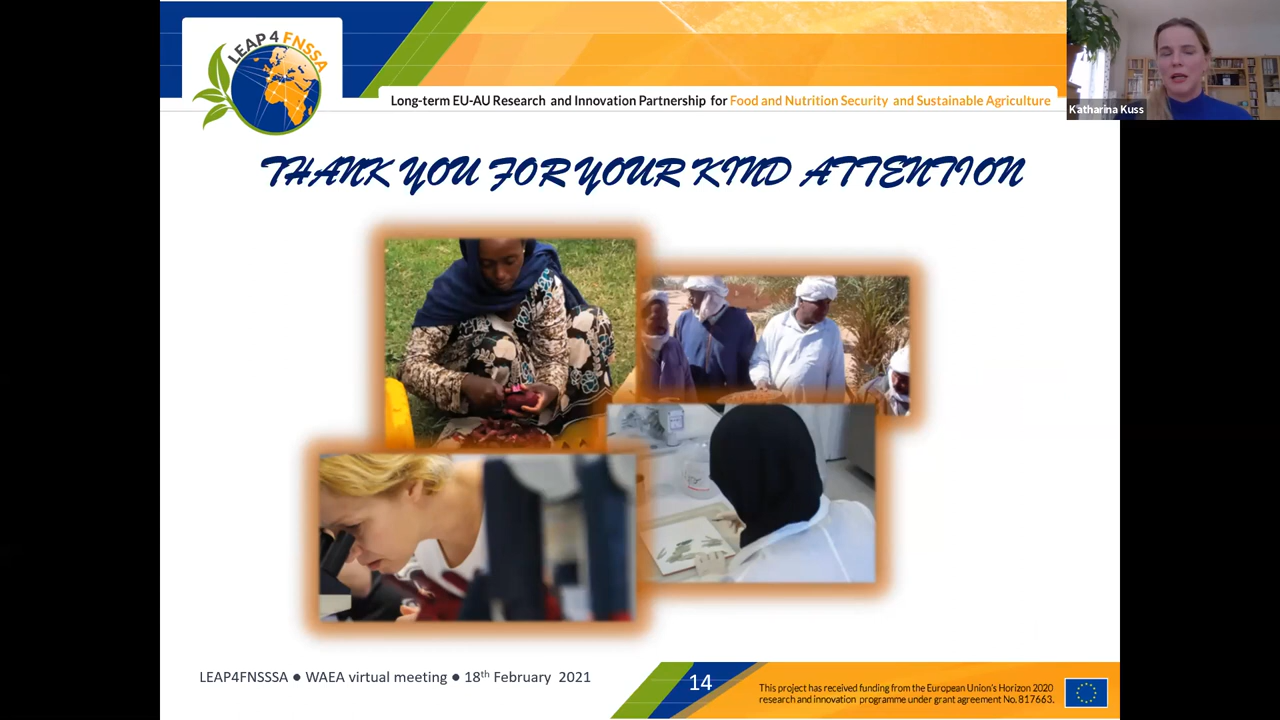 LEAP 4 FNSSA
Katharina Kuss
Long-term EU-AU Research and Innovation Partnership for Food and Nutrition Security and Sustainable Agriculture
THANK YOU FOR YOUR KIND ATTENTION
LEAP4FNSSSA ● WAEA virtual meeting ● 18th February 2021
14
This project has received funding from the European Union's Horizon 2020
research and innovation programme under grant agreement No. 817663.